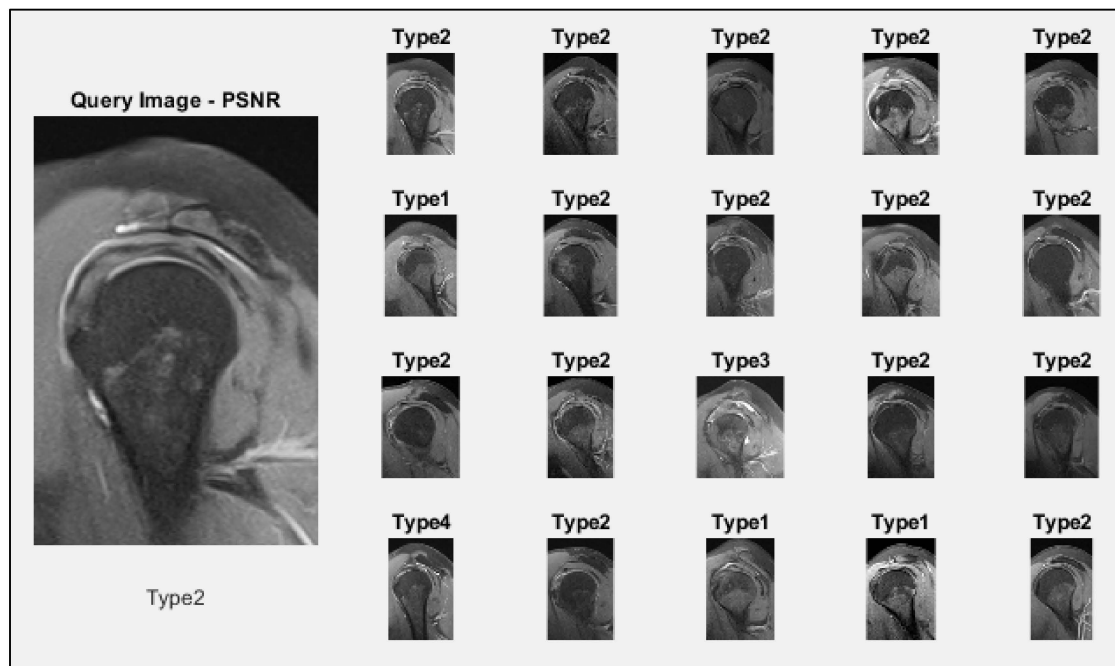 Query Image - PSNR
Type2
Type2 Type2 Type2 Type2 Type2
Type1 Type2 Type2 Type2 Type2
Type2 Type2 Type3 Type2 Type2
Type4 Type2 Type1 Type1 Type2